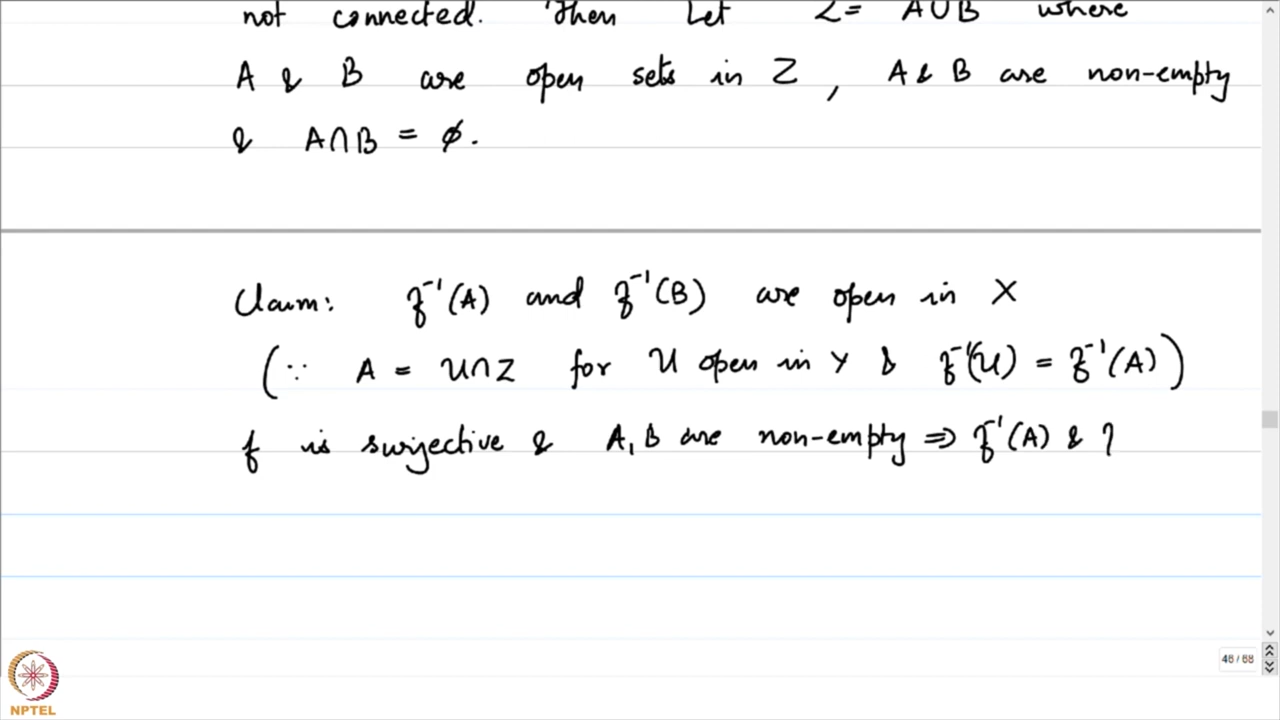 not connected. Then Let Z = A∪B where
A & B are open sets in Z, A & B are non-empty
& A∩B = ϕ.
Claim: f⁻¹(A) and f⁻¹(B) are open in X
(∵ A = U∩Z for U open in Y & f⁻¹(U) = f⁻¹(A))
f is surjective & A, B are non-empty ⇒ f⁻¹(A) &
46 / 68
NPTEL